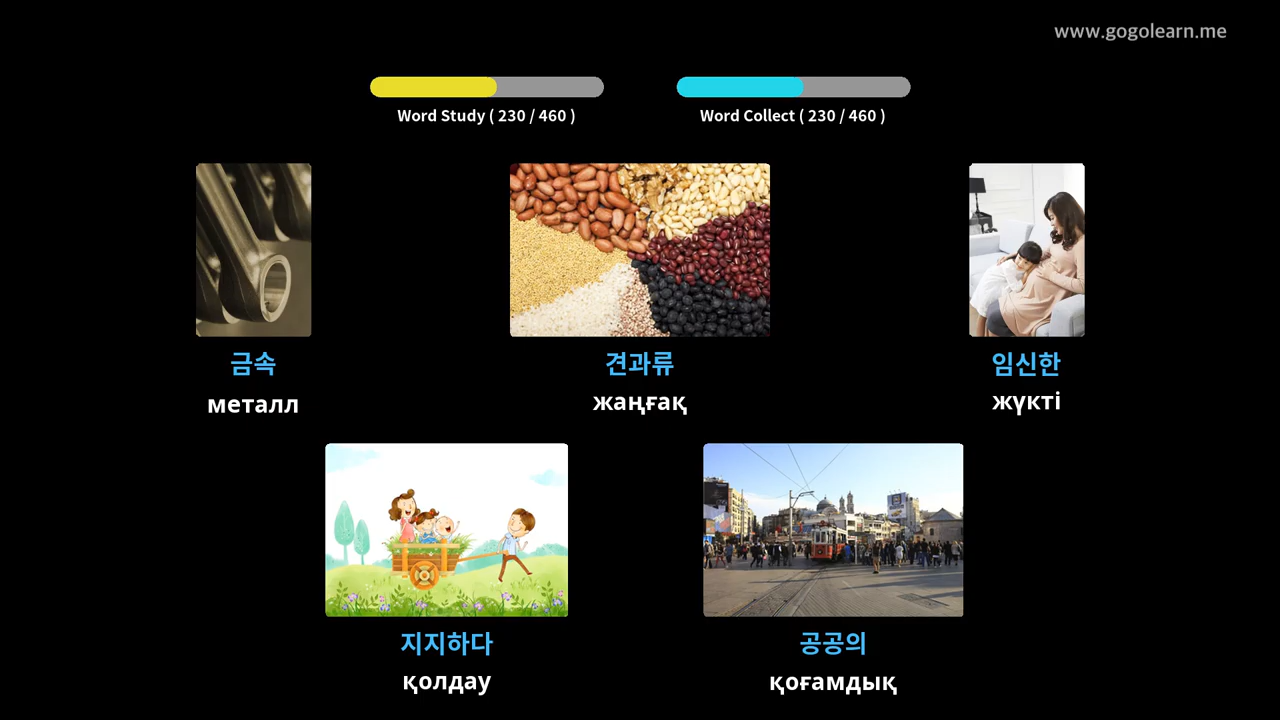 www.gogolearn.me
Word Study ( 230 / 460 )
Word Collect ( 230 / 460 )
금속
металл
견과류
жаңғақ
임신한
жүкті
지지하다
қолдау
공공의
қоғамдық